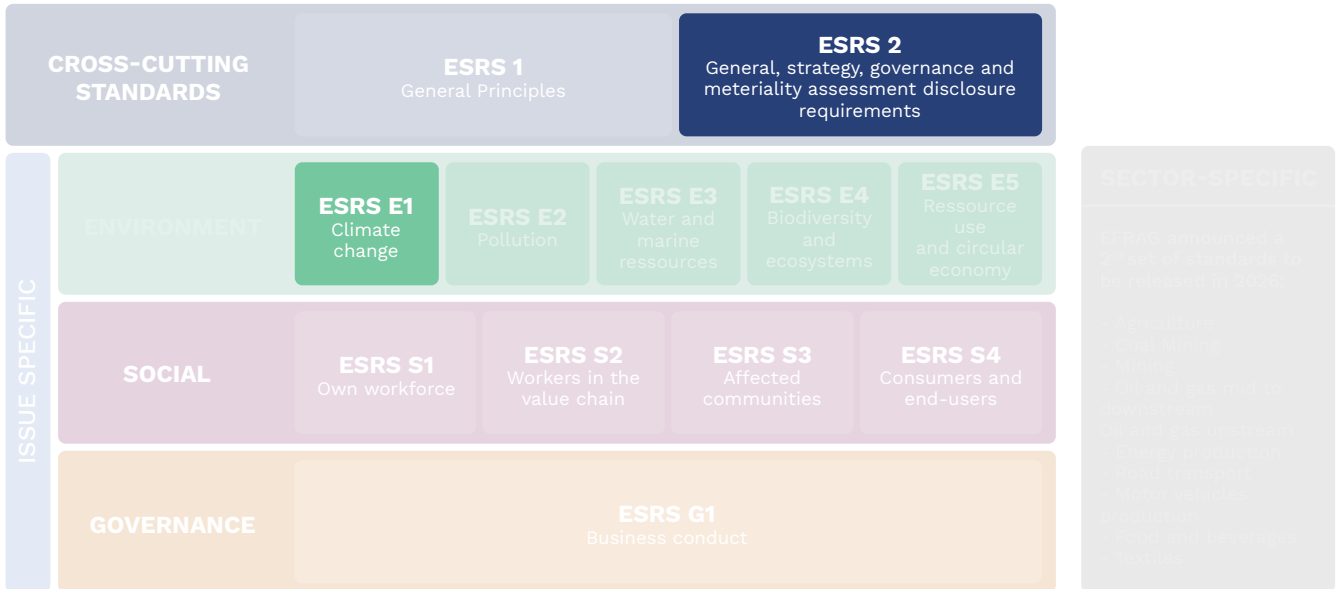 CROSS-CUTTING
STANDARDS
ESRS 1
General Principles
ESRS 2
General, strategy, governance and
meteriality assessment disclosure
requirements
ISSUE SPECIFIC
ENVIRONMENT
ESRS E1
Climate
change
ESRS E2
Pollution
ESRS E3
Water and
marine
ressources
ESRS E4
Biodiversity
and
ecosystems
ESRS E5
Ressource
use
and circular
economy
SOCIAL
ESRS S1
Own workforce
ESRS S2
Workers in the
value chain
ESRS S3
Affected
communities
ESRS S4
Consumers and
end-users
GOVERNANCE
ESRS G1
Business conduct
SECTOR-SPECIFIC
EFRAG announced a
set of standards to
be released in 2026
Agriculture
Coal Mining
Mining
Oil and gas mid to
downstream
Oil and gas upstream
Energy production
Road transport
Motor vehicles
production
Food and beverages
Textiles